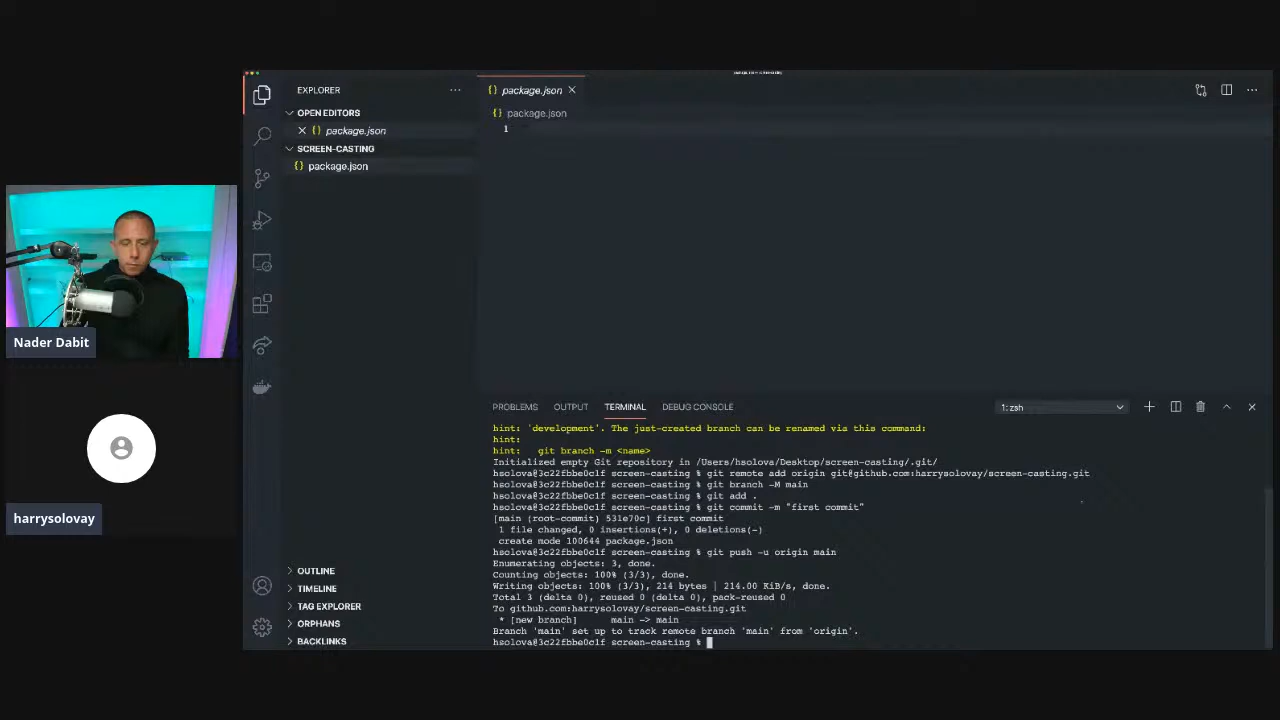 EXPLORER
OPEN EDITORS
package.json
SCREEN-CASTING
package.json
OUTLINE
TIMELINE
TAG EXPLORER
ORPHANS
BACKLINKS
package.json
package.json
1
PROBLEMS OUTPUT TERMINAL DEBUG CONSOLE 1: zsh
hint: 'development'. The just-created branch can be renamed via this command:
hint:
hint: git branch -m <name>
Initialized empty Git repository in /Users/hsolova/Desktop/screen-casting/.git/
hsolova@3c22fbbe0c1f screen-casting % git remote add origin git@github.com:harrysolovay/screen-casting.git
hsolova@3c22fbbe0c1f screen-casting % git branch -M main
hsolova@3c22fbbe0c1f screen-casting % git add .
hsolova@3c22fbbe0c1f screen-casting % git commit -m "first commit"
[main (root-commit) 531e70c] first commit
1 file changed, 0 insertions(+), 0 deletions(-)
create mode 100644 package.json
hsolova@3c22fbbe0c1f screen-casting % git push -u origin main
Enumerating objects: 3, done.
Counting objects: 100% (3/3), done.
Writing objects: 100% (3/3), 214 bytes | 214.00 KiB/s, done.
Total 3 (delta 0), reused 0 (delta 0), pack-reused 0
To github.com:harrysolovay/screen-casting.git
* [new branch] main -> main
Branch 'main' set up to track remote branch 'main' from 'origin'.
hsolova@3c22fbbe0c1f screen-casting %
Nader Dabit
harrysolovay